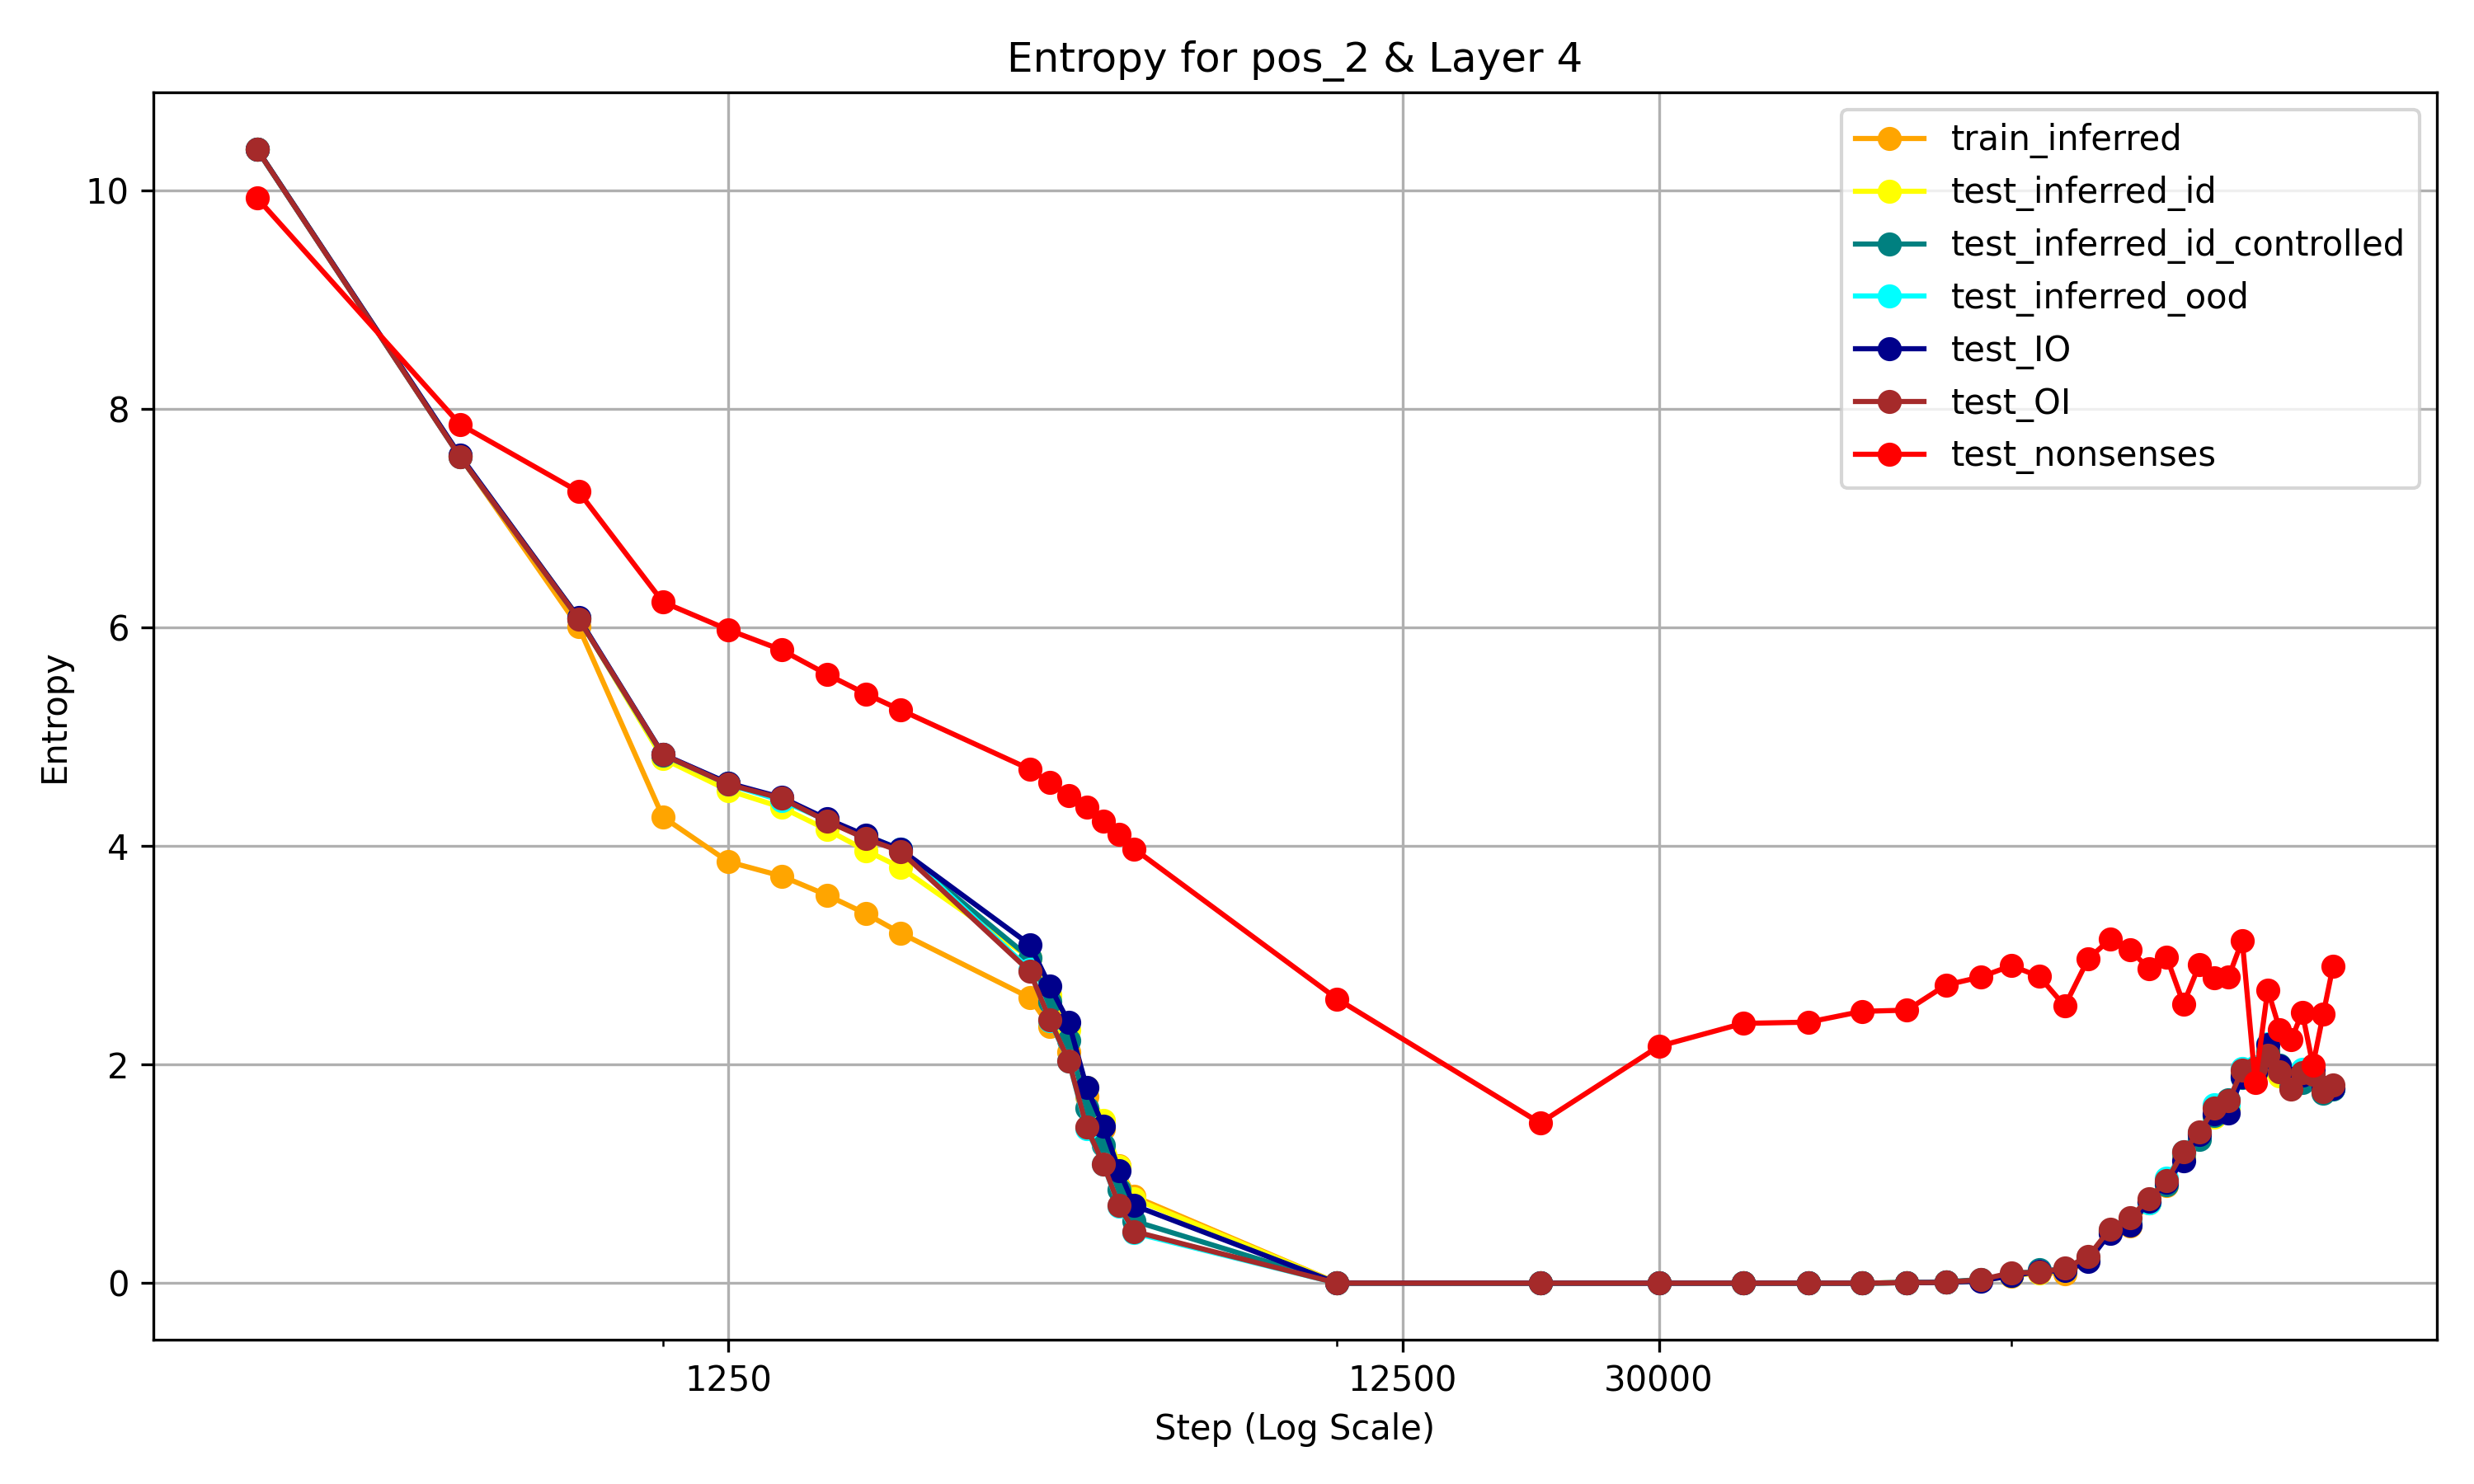 Entropy for pos_2 & Layer 4
10
8
6
4
2
0
Entropy
train_inferred
test_inferred_id
test_inferred_id_controlled
test_inferred_ood
test_IO
test_OI
test_nonsenses
1250
12500
30000
Step (Log Scale)